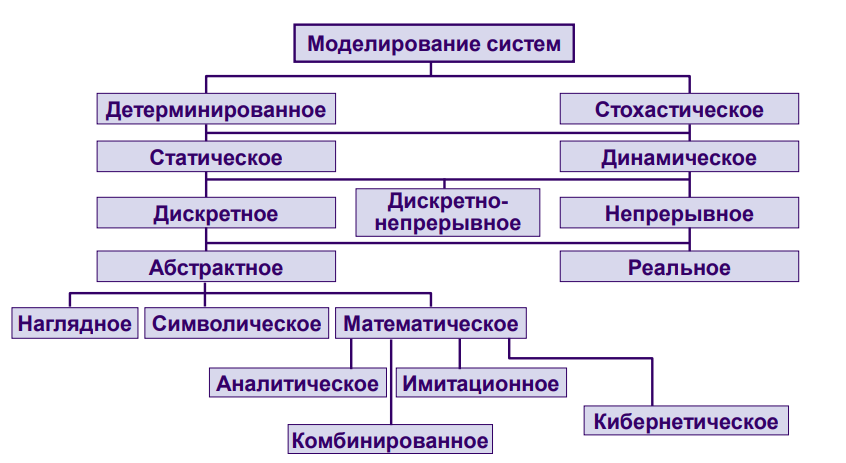 Моделирование систем
Детерминированное
Стохастическое
Статическое
Динамическое
Дискретное
Дискретно-
непрерывное
Непрерывное
Абстрактное
Реальное
Наглядное
Символическое
Математическое
Аналитическое
Имитационное
Кибернетическое
Комбинированное